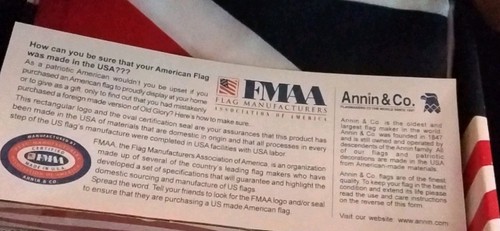 How can you be sure that your American Flag
was made in the USA???
As a patriotic American, wouldn't you be upset if you
purchased an American flag to proudly display at your home
or to give as a gift, only to find out that you had mistakenly
purchased a foreign made version of Old Glory? Here's how to make sure.
This rectangular logo and the oval certification seal are your assurances that this product has
been made in the USA of materials that are domestic in origin and that all processes in every
step of the US flag's manufacture were completed in USA facilities with USA labor.
FMAA, the Flag Manufacturers Association of America, is an organization
made up of several of the country's leading flag makers who have
developed a set of specifications that will guarantee and highlight the
domestic sourcing and manufacture of US flags.
Spread the word. Tell your friends to look for the FMAA logo and/or seal
to ensure that they are purchasing a US made American flag.
MANUFACTURED BY
FMAA
ANNIN & CO.
FMAA
FLAG MANUFACTURERS
ASSOCIATION OF AMERICA
Annin & Co.
FLAGMAKERS TO THE WORLD SINCE 1847
Annin & Co. is the oldest and
largest flag maker in the world.
Annin & Co. was founded in 1847
and is still owned and operated by
descendents of the Annin family. All
of our flags and patriotic
decorations are made in the USA
from American-made materials.
Annin & Co. flags are of the finest
quality. To keep your flag in the best
condition and extend its life please
read the use and care instructions
on the reverse of this form.
Visit our website: www.annin.com